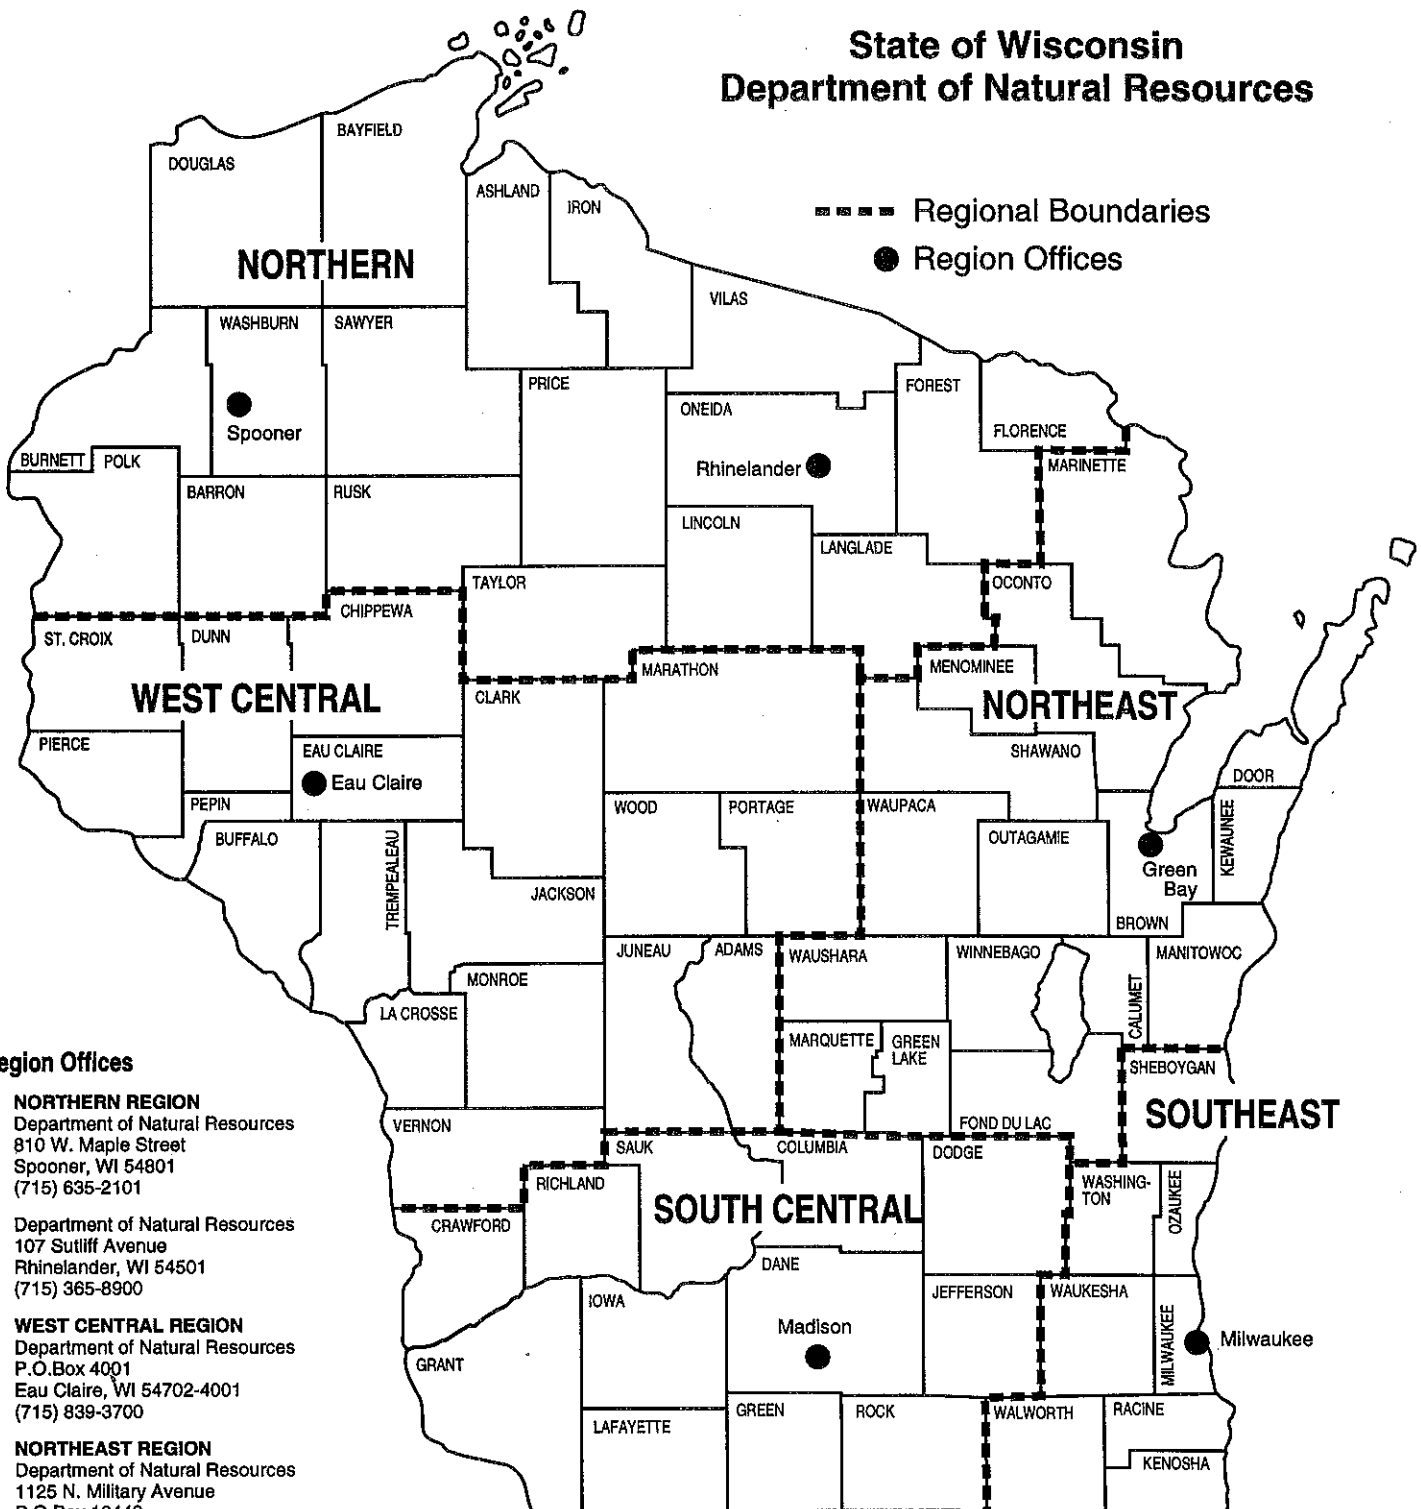 State of Wisconsin
Department of Natural Resources
Regional Boundaries
Region Offices
BAYFIELD
DOUGLAS
ASHLAND
IRON
NORTHERN
VILAS
WASHBURN
SAWYER
PRICE
FOREST
ONEIDA
Spooner
FLORENCE
BURNETT
POLK
Rhinelander
MARINETTE
BARRON
RUSK
LINCOLN
LANGLADE
TAYLOR
OCONTO
CHIPPEWA
ST. CROIX
DUNN
MARATHON
MENOMINEE
WEST CENTRAL
CLARK
NORTHEAST
PIERCE
EAU CLAIRE
SHAWANO
Eau Claire
DOOR
PEPIN
WOOD
PORTAGE
WAUPACA
BUFFALO
TREMPEALEAU
OUTAGAMIE
KEWAUNEE
Green
Bay
JACKSON
BROWN
JUNEAU
ADAMS
WAUSHARA
WINNEBAGO
MANITOWOC
MONROE
CALUMET
LA CROSSE
MARQUETTE
GREEN
LAKE
SHEBOYGAN
SOUTHEAST
VERNON
FOND DU LAC
SAUK
COLUMBIA
DODGE
RICHLAND
WASHING-
TON
OZAUKEE
SOUTH CENTRAL
CRAWFORD
DANE
IOWA
JEFFERSON
WAUKESHA
Madison
MILWAUKEE
Milwaukee
GRANT
LAFAYETTE
GREEN
ROCK
WALWORTH
RACINE
KENOSHA
egion Offices
NORTHERN REGION
Department of Natural Resources
810 W. Maple Street
Spooner, WI 54801
(715) 635-2101
Department of Natural Resources
107 Sutliff Avenue
Rhinelander, WI 54501
(715) 365-8900
WEST CENTRAL REGION
Department of Natural Resources
P.O.Box 4001
Eau Claire, WI 54702-4001
(715) 839-3700
NORTHEAST REGION
Department of Natural Resources
1125 N. Military Avenue